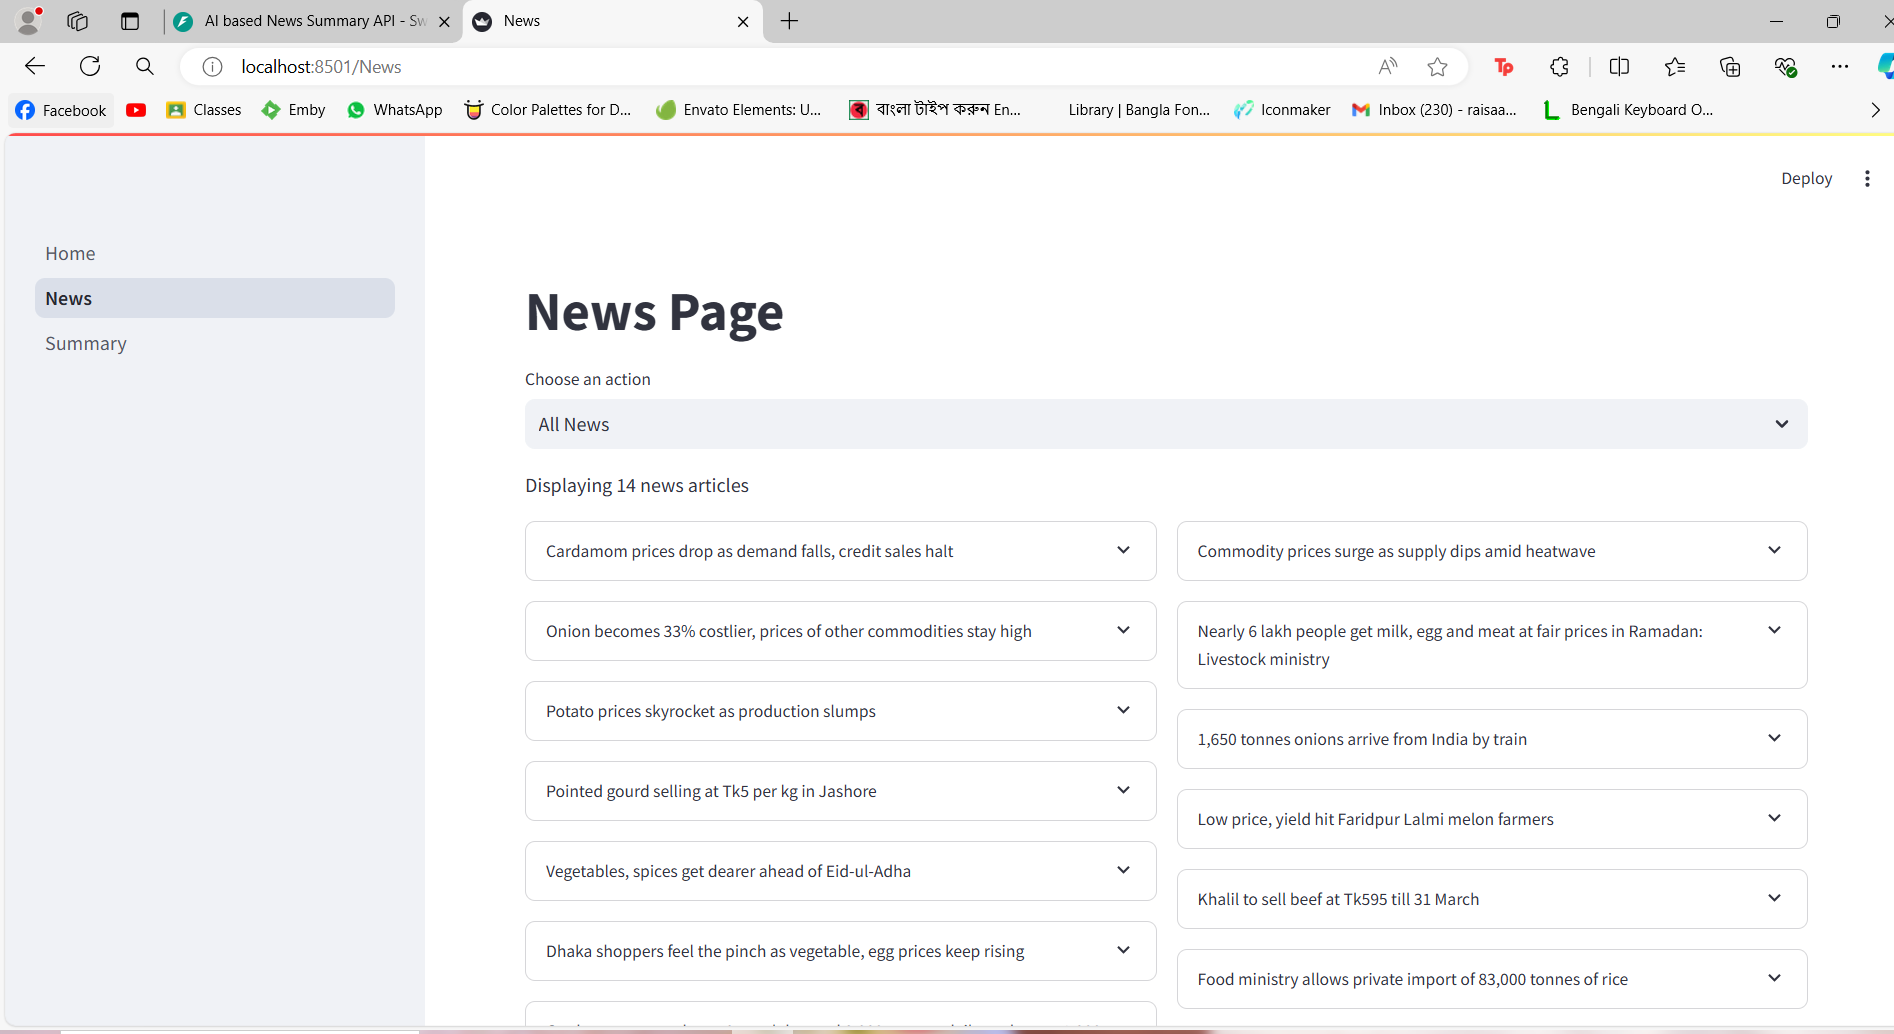 AI based News Summary API - Sw
News
localhost:8501/News
Facebook
Classes
Emby
WhatsApp
Color Palettes for D...
Envato Elements: U...
বাংলা টাইপ করুন En...
Library | Bangla Fon...
Iconmaker
Inbox (230) - raisaa...
Bengali Keyboard O...
Deploy
Home
News
Summary
News Page
Choose an action
All News
Displaying 14 news articles
Cardamom prices drop as demand falls, credit sales halt
Onion becomes 33% costlier, prices of other commodities stay high
Potato prices skyrocket as production slumps
Pointed gourd selling at Tk5 per kg in Jashore
Vegetables, spices get dearer ahead of Eid-ul-Adha
Dhaka shoppers feel the pinch as vegetable, egg prices keep rising
Commodity prices surge as supply dips amid heatwave
Nearly 6 lakh people get milk, egg and meat at fair prices in Ramadan:
Livestock ministry
1,650 tonnes onions arrive from India by train
Low price, yield hit Faridpur Lalmi melon farmers
Khalil to sell beef at Tk595 till 31 March
Food ministry allows private import of 83,000 tonnes of rice